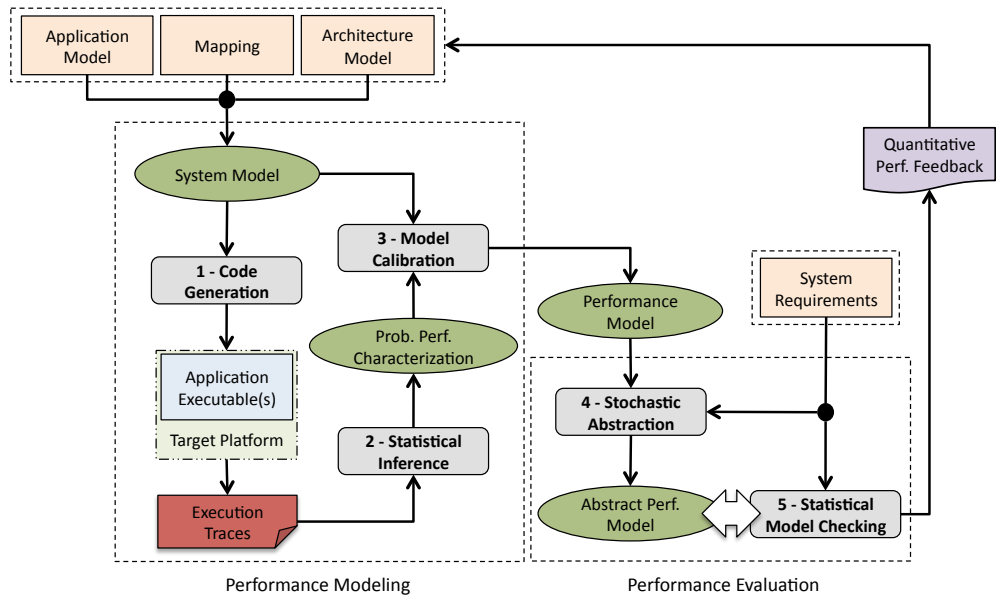 Application
Model
Mapping
Architecture
Model
System Model
1 - Code
Generation
Application
Executable(s)
Target Platform
Execution
Traces
3 - Model
Calibration
Prob. Perf.
Characterization
2 - Statistical
Inference
Performance Modeling
Performance
Model
System
Requirements
4 - Stochastic
Abstraction
Abstract Perf.
Model
5 - Statistical
Model Checking
Performance Evaluation
Quantitative
Perf. Feedback